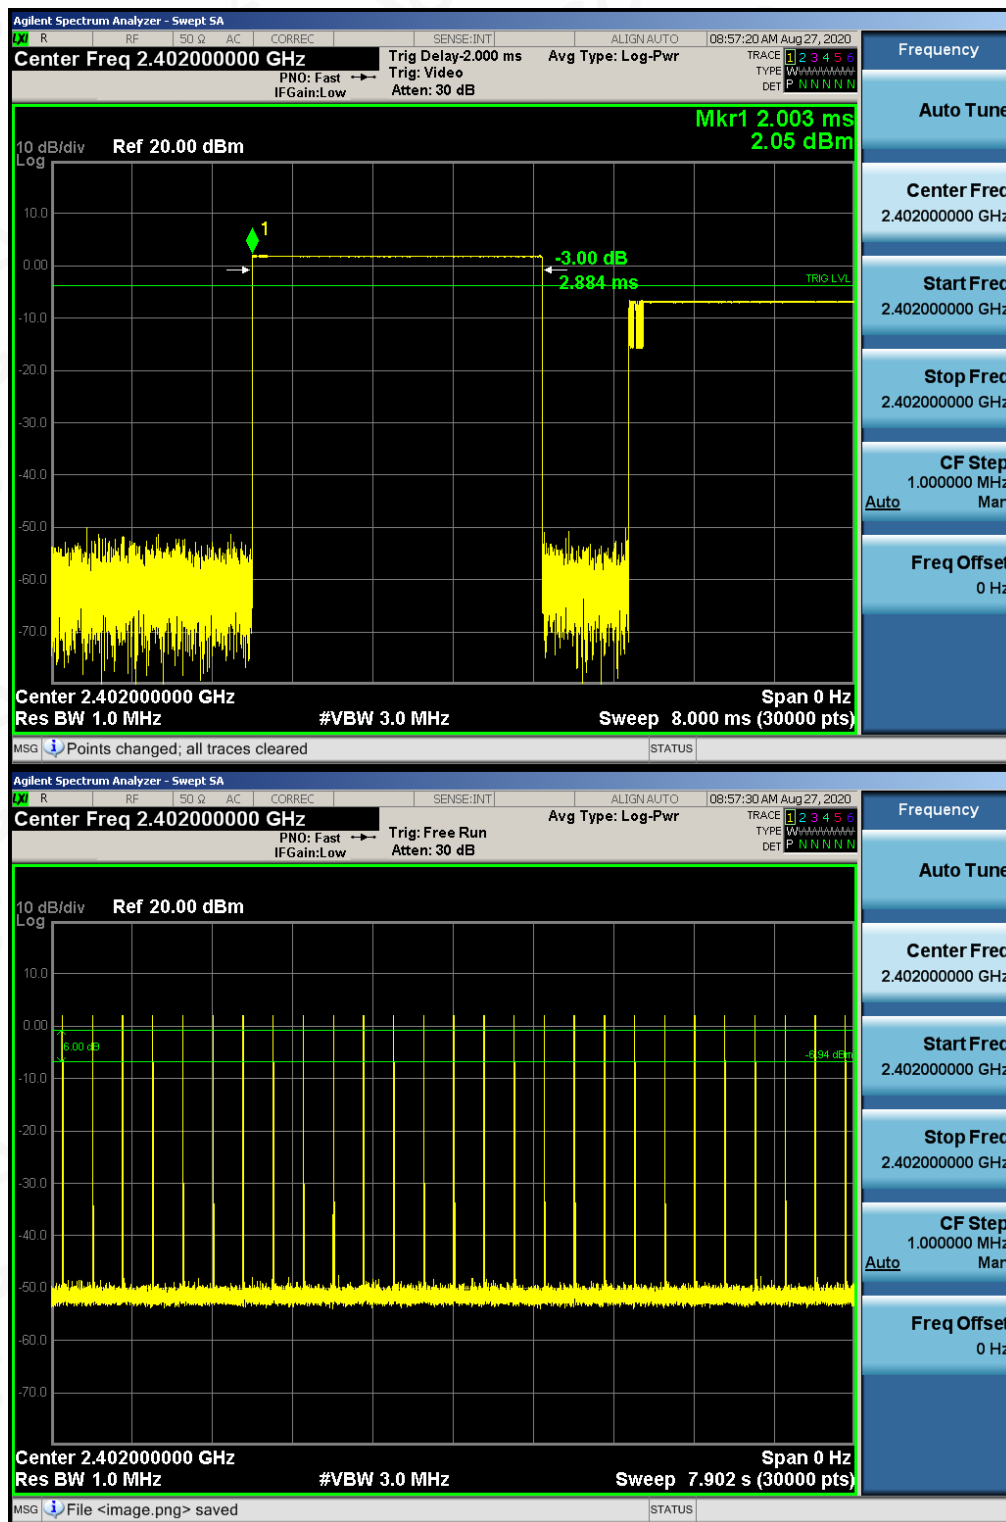 Agilent Spectrum Analyzer - Swept SA
LXI R RF 50 Ω AC CORREC SENSE:INT ALIGN AUTO 08:57:20 AM Aug 27, 2020
Center Freq 2.402000000 GHz
PNO: Fast
IFGain:Low
Trig Delay-2.000 ms
Trig: Video
Atten: 30 dB
Avg Type: Log-Pwr
TRACE 1 2 3 4 5 6
TYPE WWWWWW
DET P N N N N N
Frequency
Mkr1 2.003 ms
2.05 dBm
10 dB/div Ref 20.00 dBm
Log
10.0
0.00
-10.0
-20.0
-30.0
-40.0
-50.0
-60.0
-70.0
1
-3.00 dB
2.884 ms
TRIG LVL
Center 2.402000000 GHz Span 0 Hz
Res BW 1.0 MHz #VBW 3.0 MHz Sweep 8.000 ms (30000 pts)
MSG Points changed; all traces cleared STATUS
Auto Tune
Center Freq
2.402000000 GHz
Start Freq
2.402000000 GHz
Stop Freq
2.402000000 GHz
CF Step
1.000000 MHz
Auto Man
Freq Offset
0 Hz
Agilent Spectrum Analyzer - Swept SA
LXI R RF 50 Ω AC CORREC SENSE:INT ALIGN AUTO 08:57:30 AM Aug 27, 2020
Center Freq 2.402000000 GHz
PNO: Fast
IFGain:Low
Trig: Free Run
Atten: 30 dB
Avg Type: Log-Pwr
TRACE 1 2 3 4 5 6
TYPE WWWWWW
DET P N N N N N
Frequency
10 dB/div Ref 20.00 dBm
Log
10.0
0.00
-10.0
-20.0
-30.0
-40.0
-50.0
-60.0
-70.0
6.00 dB
-6.94 dBm
Center 2.402000000 GHz Span 0 Hz
Res BW 1.0 MHz #VBW 3.0 MHz Sweep 7.902 s (30000 pts)
MSG File <image.png> saved STATUS
Auto Tune
Center Freq
2.402000000 GHz
Start Freq
2.402000000 GHz
Stop Freq
2.402000000 GHz
CF Step
1.000000 MHz
Auto Man
Freq Offset
0 Hz